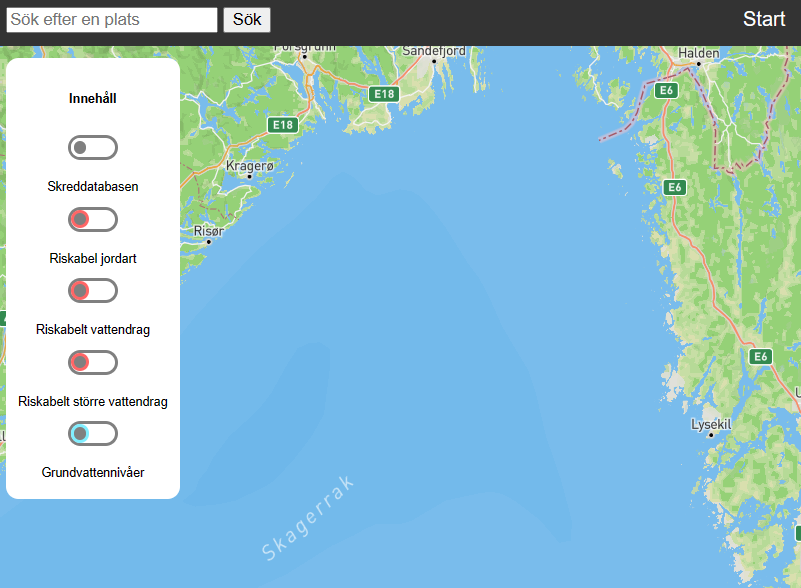 Sök efter en plats
Sök
Start
Porsgrunn
Sandefjord
Halden
E18
E6
Innehåll
E18
Kragerø
Skreddatabasen
E6
Risør
Riskabel jordart
Riskabelt vattendrag
E6
Riskabelt större vattendrag
Lysekil
Grundvattennivåer
Skagerrak